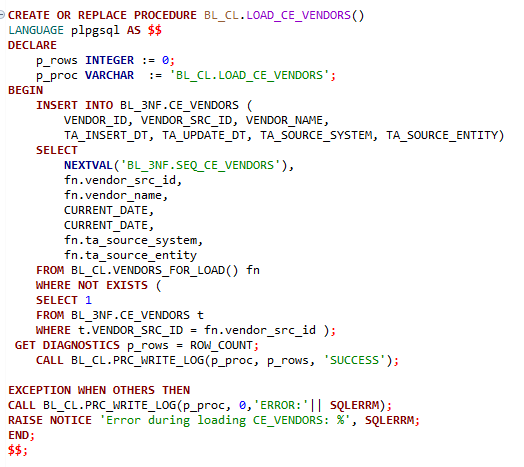 CREATE OR REPLACE PROCEDURE BL_CL.LOAD_CE_VENDORS()
LANGUAGE plpgsql AS $$
DECLARE
    p_rows INTEGER := 0;
    p_proc VARCHAR  := 'BL_CL.LOAD_CE_VENDORS';
BEGIN
    INSERT INTO BL_3NF.CE_VENDORS (
        VENDOR_ID, VENDOR_SRC_ID, VENDOR_NAME,
        TA_INSERT_DT, TA_UPDATE_DT, TA_SOURCE_SYSTEM, TA_SOURCE_ENTITY)
    SELECT
        NEXTVAL('BL_3NF.SEQ_CE_VENDORS'),
        fn.vendor_src_id,
        fn.vendor_name,
        CURRENT_DATE,
        CURRENT_DATE,
        fn.ta_source_system,
        fn.ta_source_entity
    FROM BL_CL.VENDORS_FOR_LOAD() fn
    WHERE NOT EXISTS (
    SELECT 1
    FROM BL_3NF.CE_VENDORS t
    WHERE t.VENDOR_SRC_ID = fn.vendor_src_id );
 GET DIAGNOSTICS p_rows = ROW_COUNT;
    CALL BL_CL.PRC_WRITE_LOG(p_proc, p_rows, 'SUCCESS');

EXCEPTION WHEN OTHERS THEN
CALL BL_CL.PRC_WRITE_LOG(p_proc, 0,'ERROR:'|| SQLERRM);
RAISE NOTICE 'Error during loading CE_VENDORS: %', SQLERRM;
END;
$$;